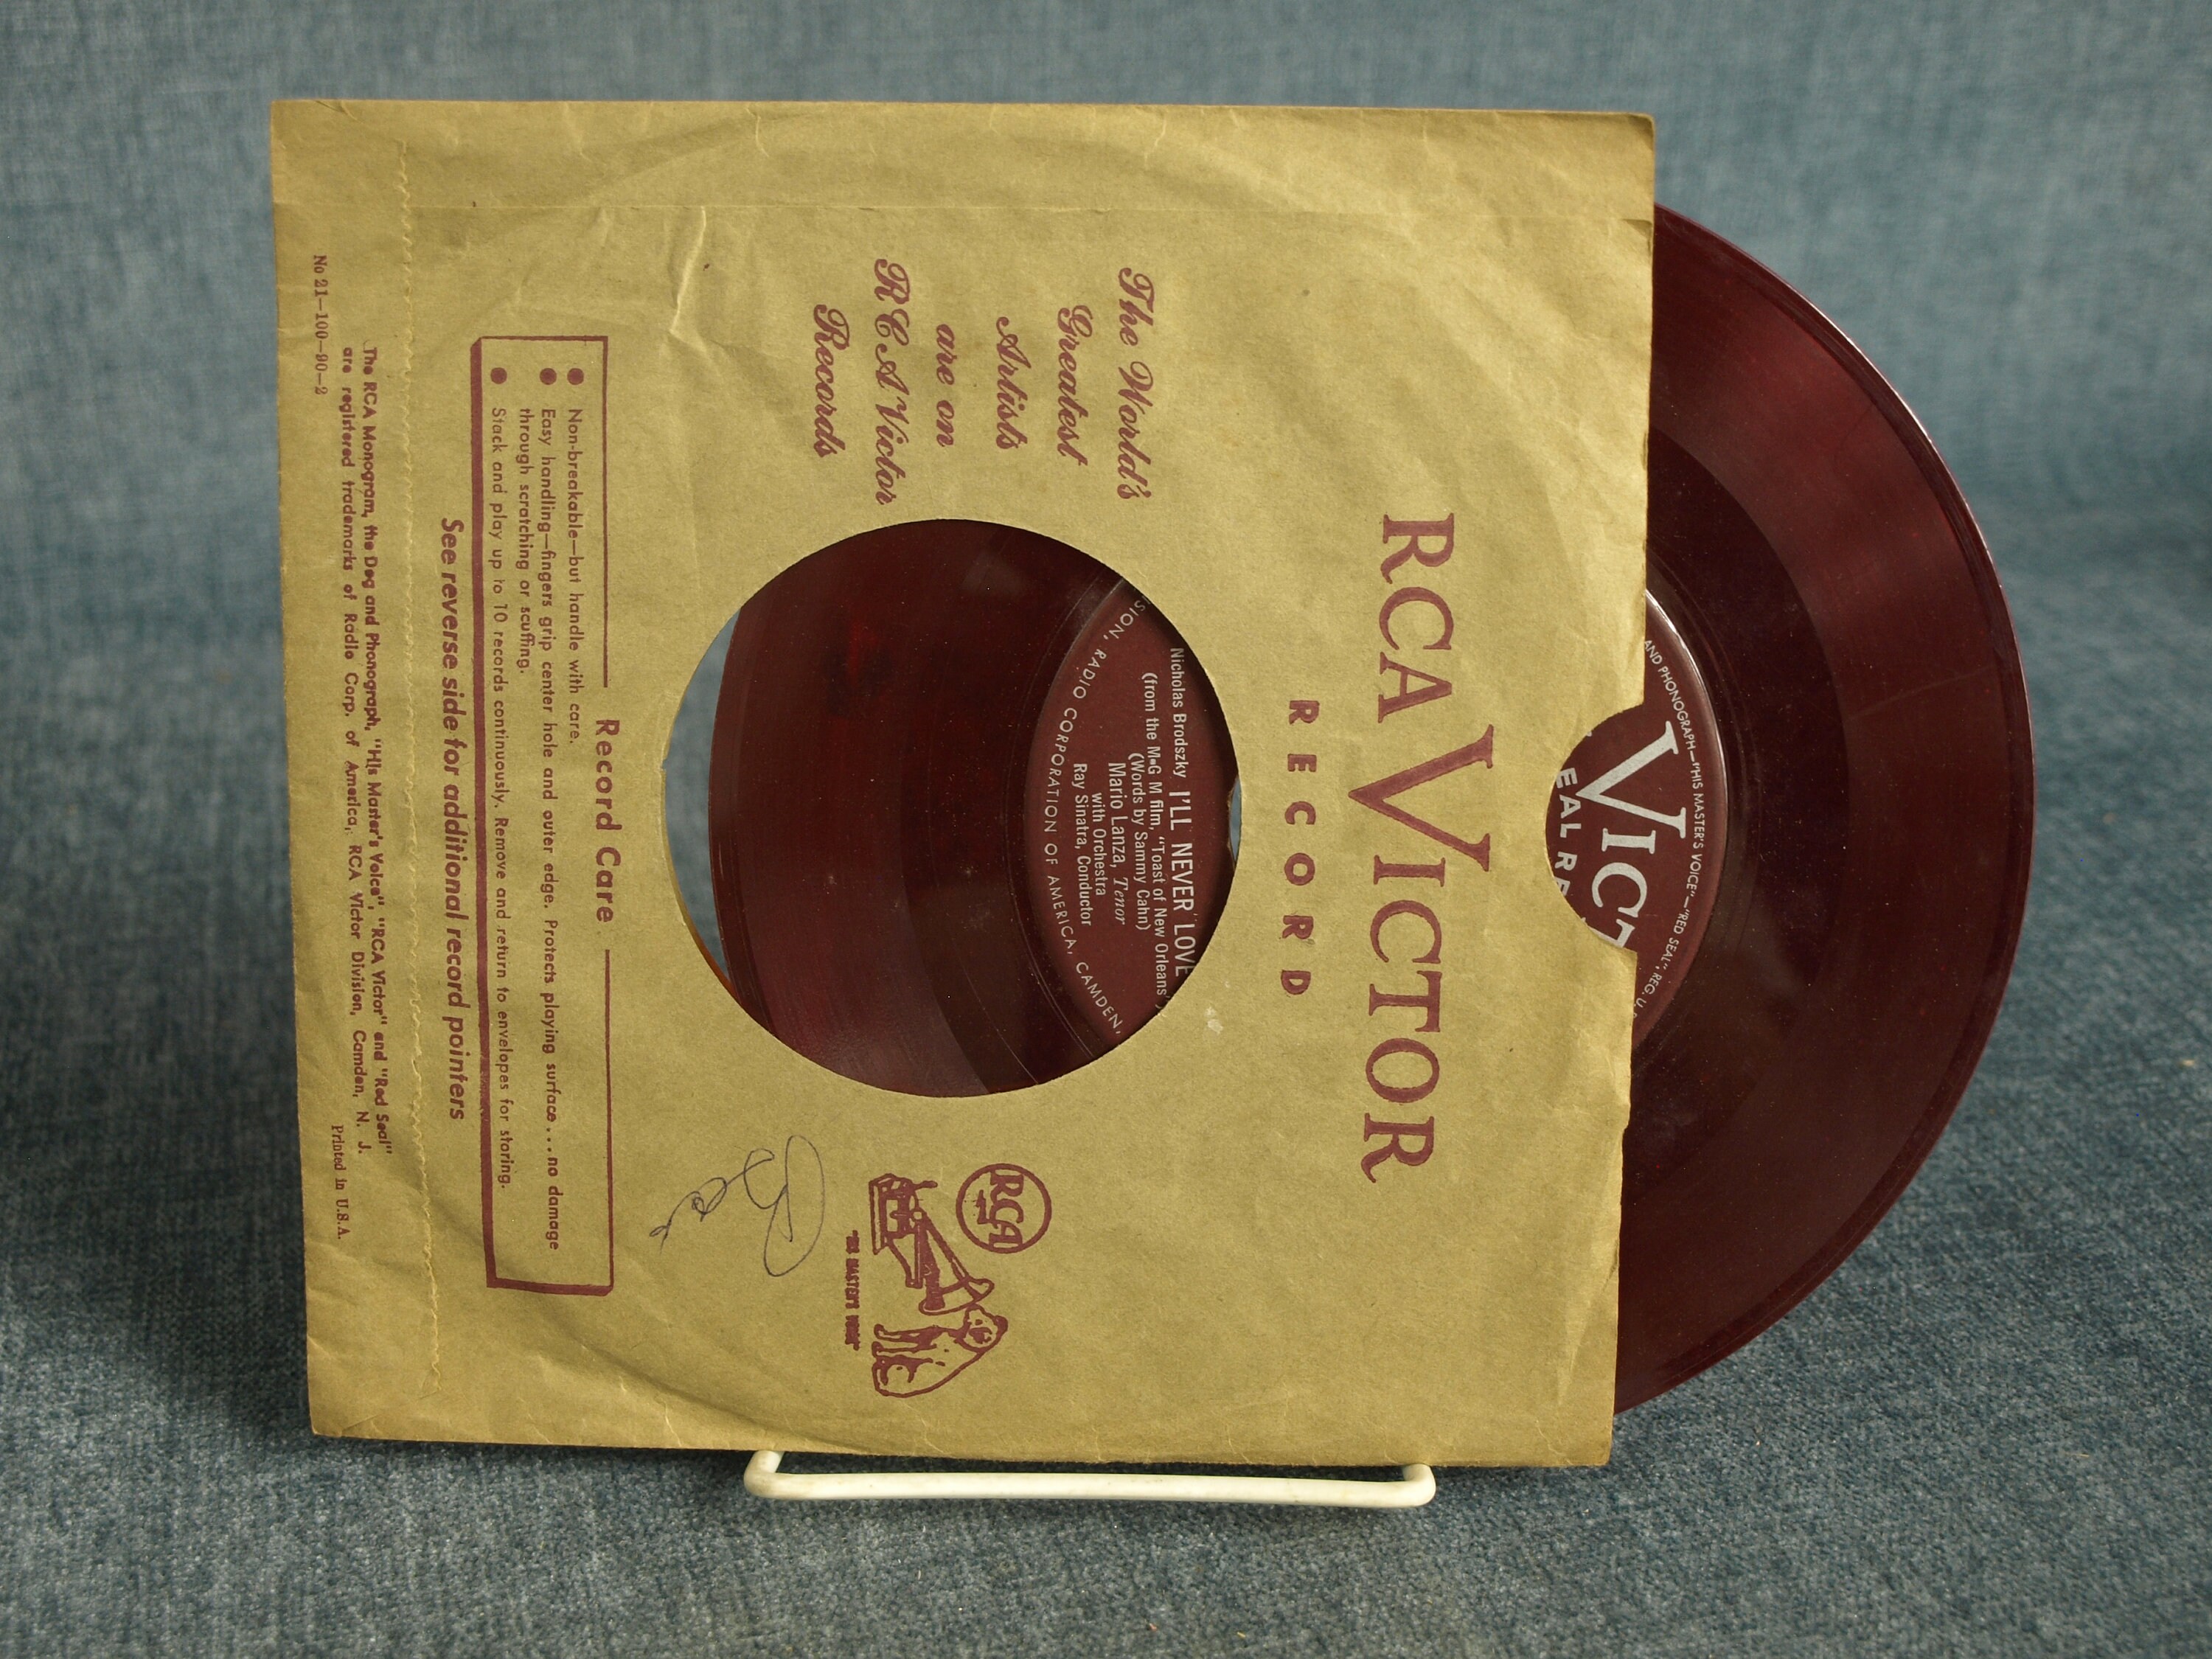 RCA VICTOR
RECORD
The World's
Greatest
Artists
are on
RCA Victor
Records
RCA
"HIS MASTER'S VOICE"
Record Care
● Non-breakable—but handle with care.
● Easy handling—fingers grip center hole and outer edge. Protects playing surface...no damage
through scratching or scuffing.
● Stack and play up to 10 records continuously. Remove and return to envelopes for storing.
See reverse side for additional record pointers
The RCA Monogram, the Dog and Phonograph, "His Master's Voice", "RCA Victor" and "Red Seal"
are registered trademarks of Radio Corp. of America, RCA Victor Division, Camden, N. J.
No 21—100—90—2
Printed in U.S.A.
AND PHONOGRAPH—"HIS MASTER'S VOICE"—"RED SEAL", REG. U.
VICT
EAL RE
Nicholas Brodszky I'LL NEVER LOVE
(from the M-G M film, "Toast of New Orleans"
(Words by Sammy Cahn)
Mario Lanza, Tenor
with Orchestra
Ray Sinatra, Conductor
SION, RADIO CORPORATION OF AMERICA, CAMDEN,